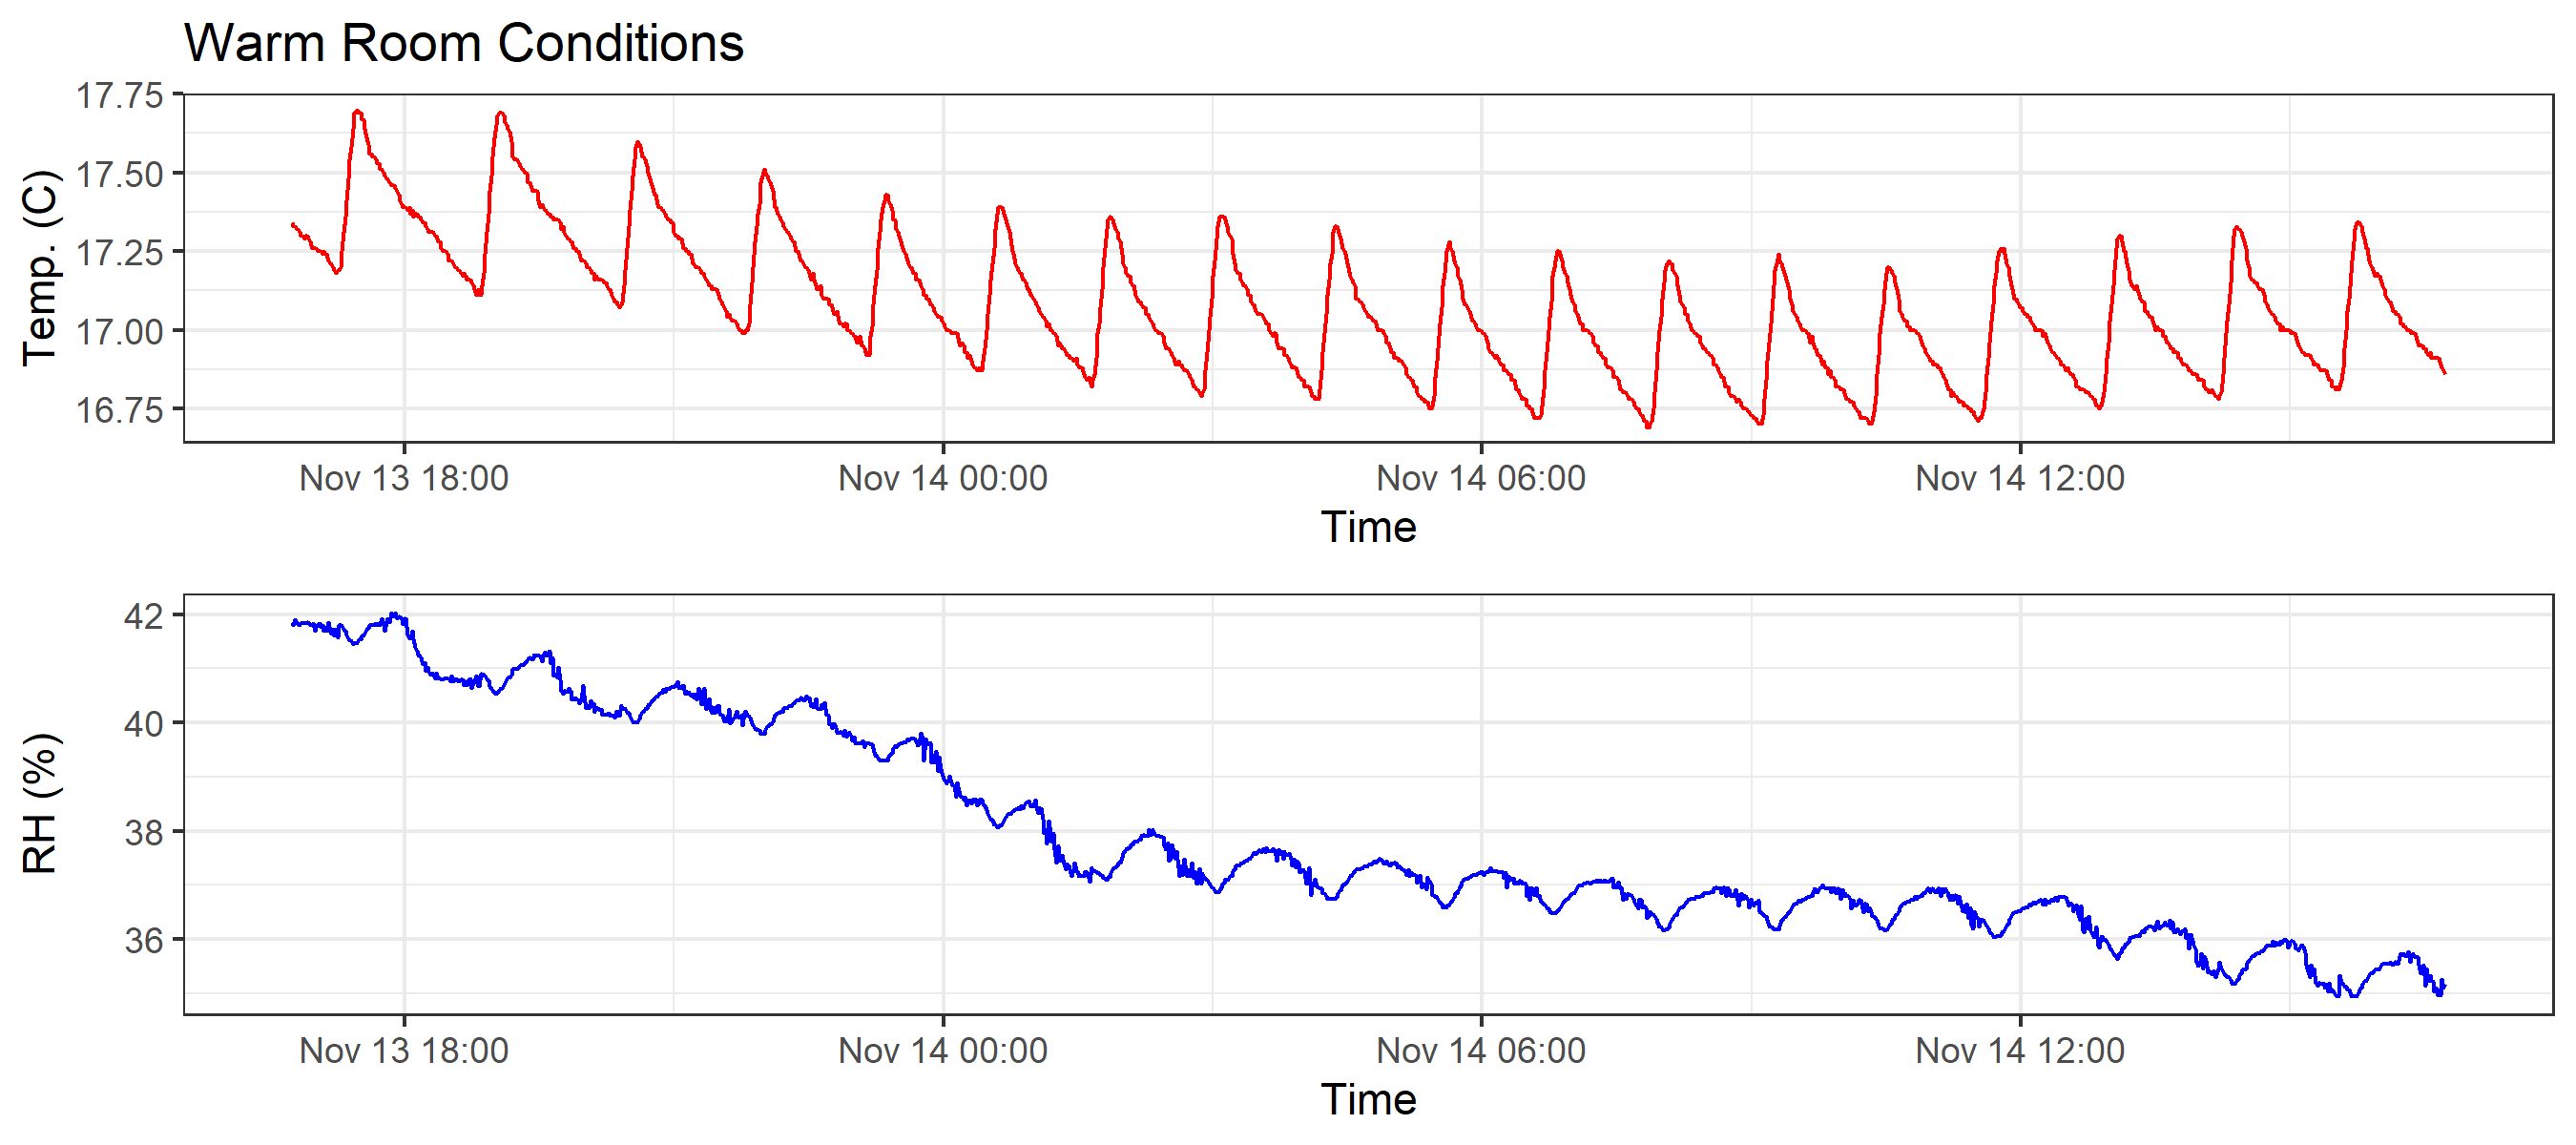 Warm Room Conditions
Temp. (C)
17.75
17.50
17.25
17.00
16.75
Nov 13 18:00 Nov 14 00:00 Nov 14 06:00 Nov 14 12:00
Time
RH (%)
42
40
38
36
Nov 13 18:00 Nov 14 00:00 Nov 14 06:00 Nov 14 12:00
Time